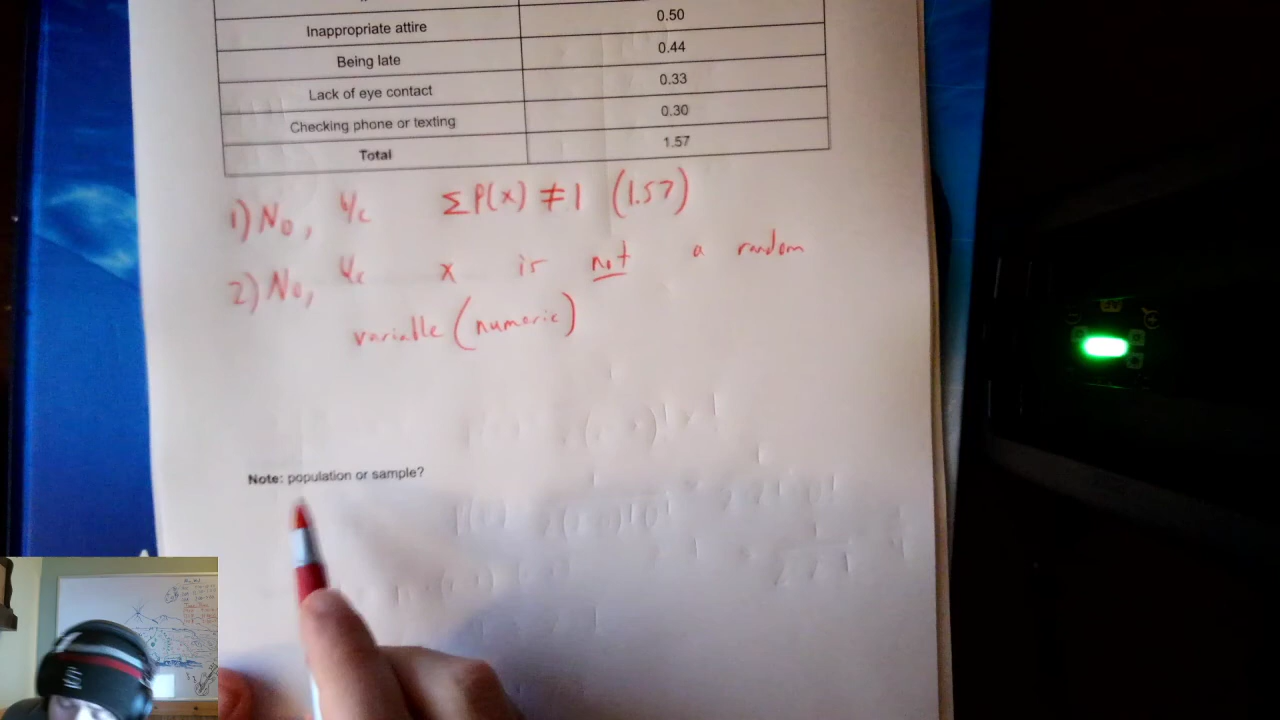 Inappropriate attire 0.50
Being late 0.44
Lack of eye contact 0.33
Checking phone or texting 0.30
Total 1.57
1) No, b/c ΣP(x) ≠ 1 (1.57)
2) No, b/c x is not a random
variable (numeric)
Note: population or sample?